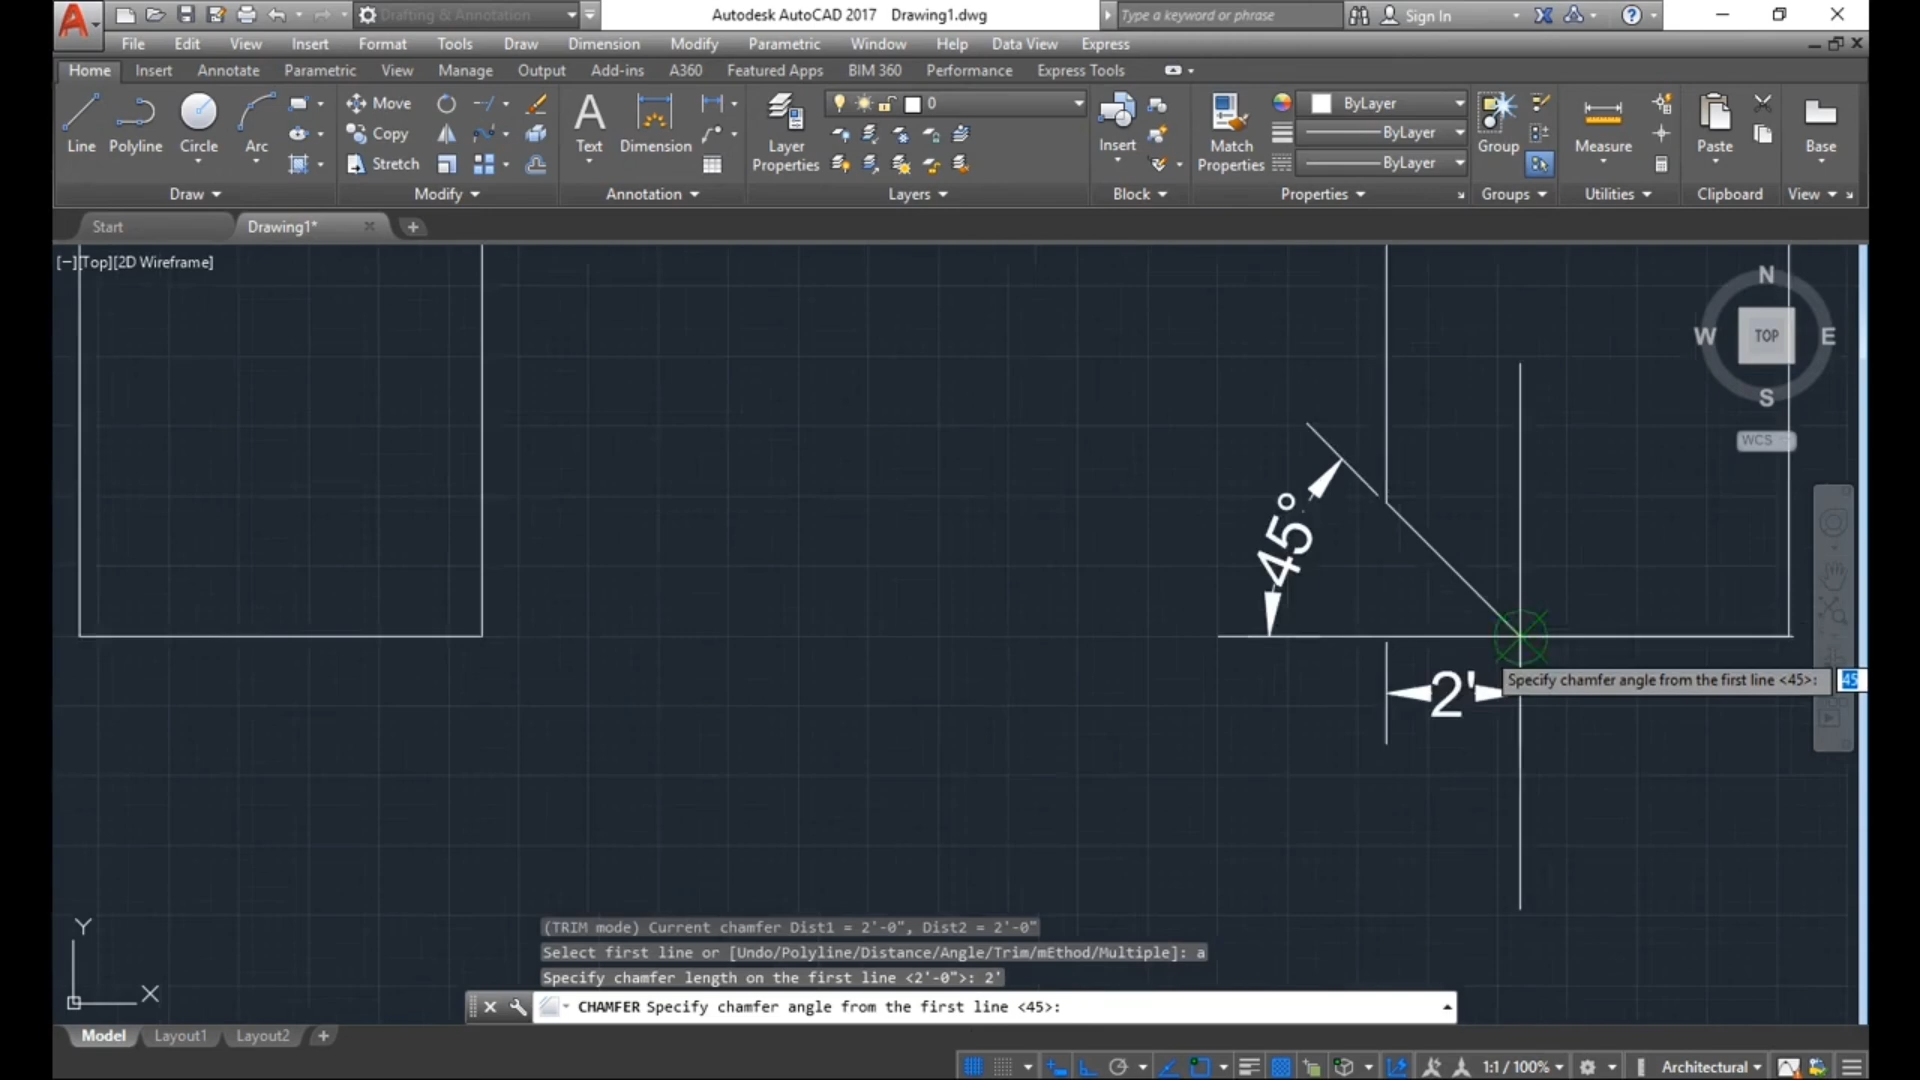 Drafting & Annotation
Autodesk AutoCAD 2017 Drawing1.dwg
Type a keyword or phrase
Sign In
File Edit View Insert Format Tools Draw Dimension Modify Parametric Window Help Data View Express
Home Insert Annotate Parametric View Manage Output Add-ins A360 Featured Apps BIM 360 Performance Express Tools
Line Polyline Circle Arc
Move
Copy
Stretch
A
Text Dimension
Layer Properties
0
Insert
Match Properties
ByLayer
ByLayer
ByLayer
Group
Measure
Paste
Base
Draw Modify Annotation Layers Block Properties Groups Utilities Clipboard View
Start Drawing1*
[−][Top][2D Wireframe]
N
W TOP E
S
WCS
45°
2'
Specify chamfer angle from the first line <45>: 45
(TRIM mode) Current chamfer Dist1 = 2'-0", Dist2 = 2'-0"
Select first line or [Undo/Polyline/Distance/Angle/Trim/mEthod/Multiple]: a
Specify chamfer length on the first line <2'-0">: 2'
CHAMFER Specify chamfer angle from the first line <45>:
Y
X
Model Layout1 Layout2
1:1 / 100% Architectural